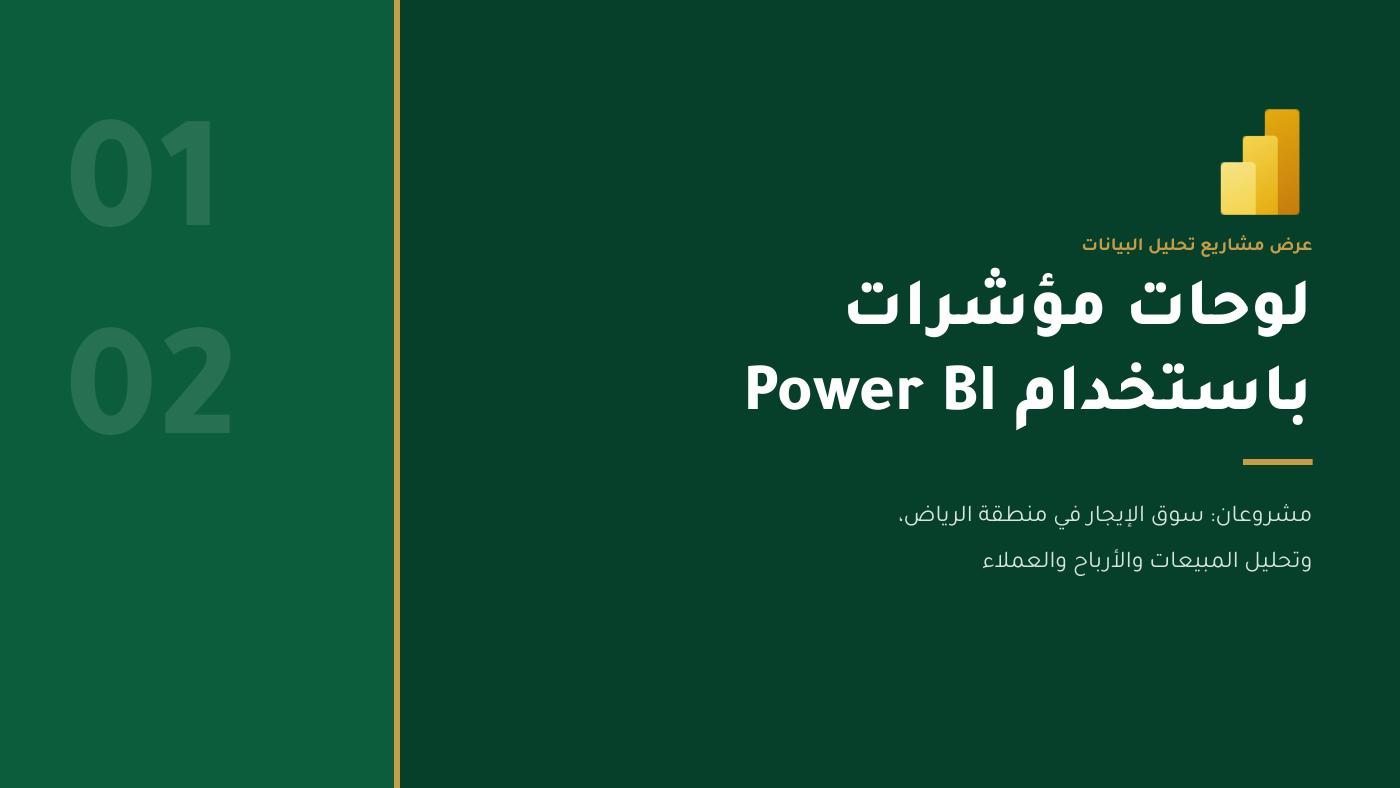 عرض مشاريع تحليل البيانات
لوحات مؤشرات
باستخدام Power BI
مشروعان: سوق الإيجار في منطقة الرياض،
وتحليل المبيعات والأرباح والعملاء
01
02